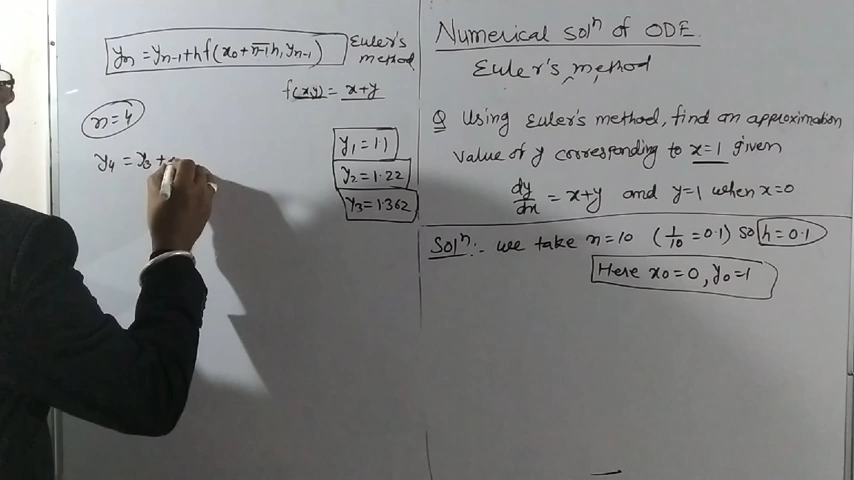 yn = yn-1 + hf(x0 + n-1 h, yn-1) Euler's method
f(x,y) = x+y
n=4
y4 = y3 +
y1 = 1.1
y2 = 1.22
y3 = 1.362
Numerical solⁿ of ODE.
Euler's method
Q Using Euler's method, find an approximation
value of y corresponding to x=1 given
dy/dx = x+y and y=1 when x=0
Solⁿ:- we take n=10 (1/10 = 0.1) so h=0.1
Here x0=0, y0=1